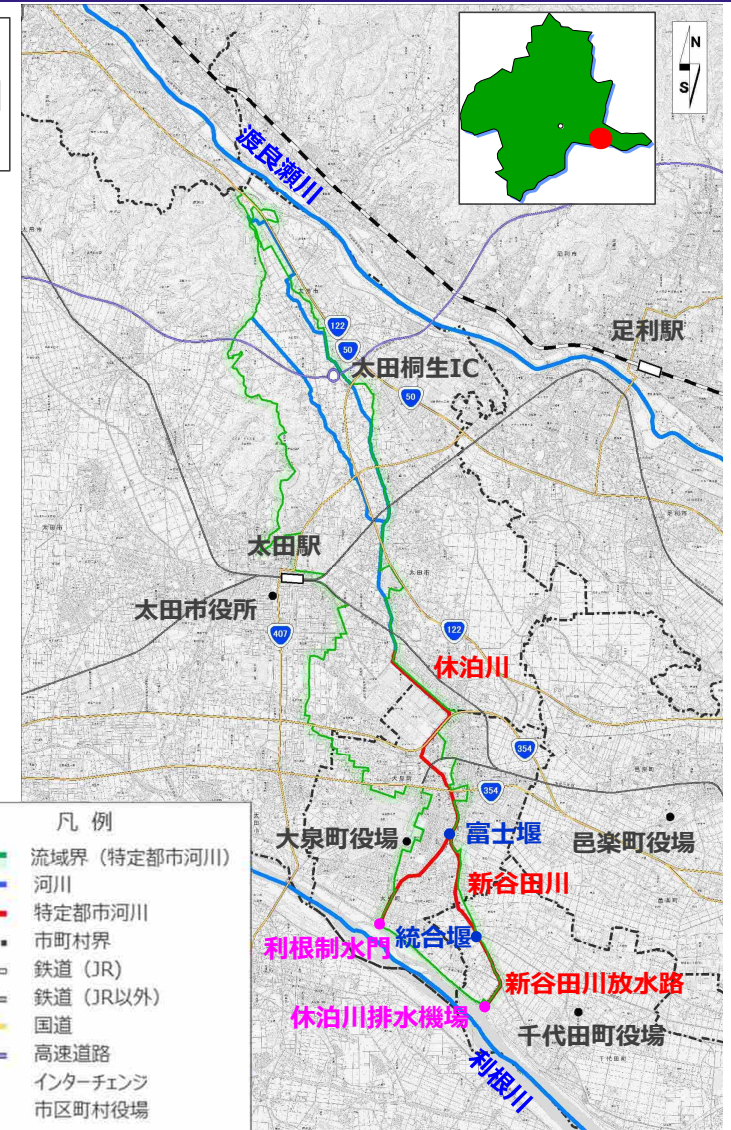 N
S
渡良瀬川
足利駅
122
50
太田桐生IC
50
太田駅
太田市役所
407
122
休泊川
354
354
大泉町役場
富士堰
邑楽町役場
新谷田川
利根制水門
統合堰
新谷田川放水路
休泊川排水機場
千代田町役場
利根川
凡 例
流域界（特定都市河川）
河川
特定都市河川
市町村界
鉄道（JR)
鉄道（JR以外）
国道
高速道路
インターチェンジ
市区町村役場